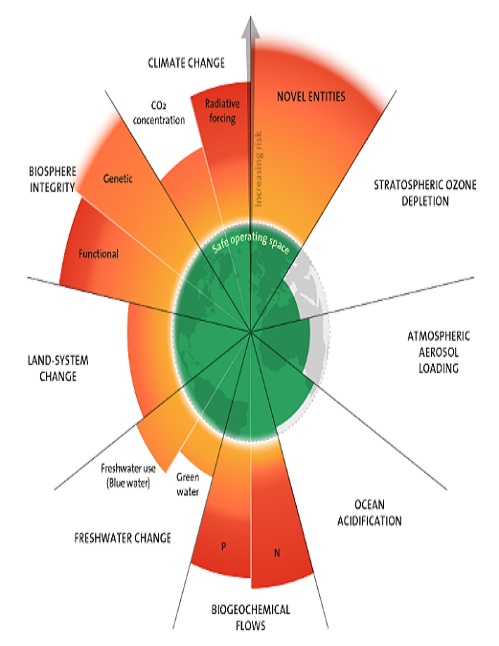 CLIMATE CHANGE
CO2
concentration
Radiative
forcing
NOVEL ENTITIES
Increasing risk
BIOSPHERE
INTEGRITY
Genetic
STRATOSPHERIC OZONE
DEPLETION
Functional
Safe operating space
LAND-SYSTEM
CHANGE
ATMOSPHERIC
AEROSOL
LOADING
Freshwater use
(Blue water)
Green
water
FRESHWATER CHANGE
OCEAN
ACIDIFICATION
P
N
BIOGEOCHEMICAL
FLOWS